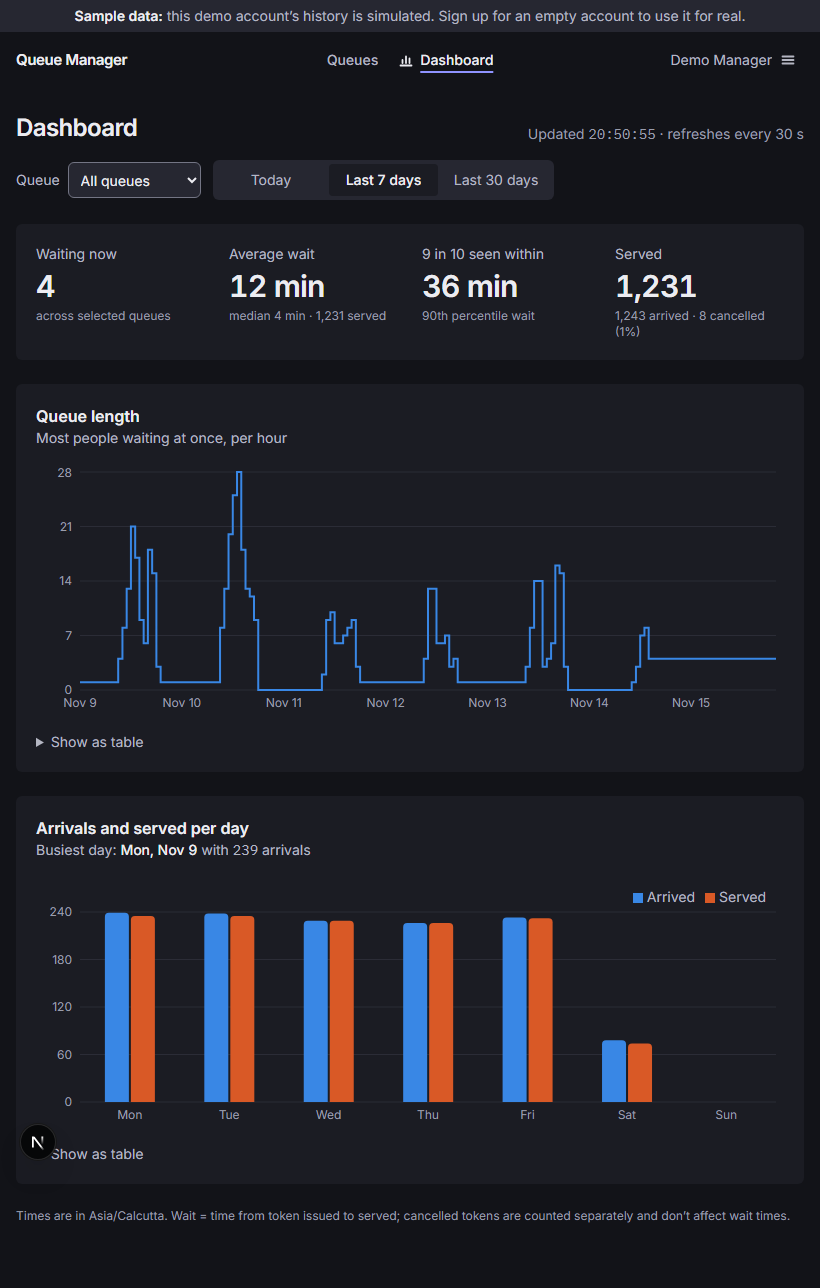 Sample data: this demo account's history is simulated. Sign up for an empty account to use it for real.
Queue Manager
Queues
Dashboard
Demo Manager
Dashboard
Updated 20:50:55 · refreshes every 30 s
Queue
All queues
Today
Last 7 days
Last 30 days
Waiting now
4
across selected queues
Average wait
12 min
median 4 min · 1,231 served
9 in 10 seen within
36 min
90th percentile wait
Served
1,231
1,243 arrived · 8 cancelled
(1%)
Queue length
Most people waiting at once, per hour
28
21
14
7
0
Nov 9
Nov 10
Nov 11
Nov 12
Nov 13
Nov 14
Nov 15
Show as table
Arrivals and served per day
Busiest day: Mon, Nov 9 with 239 arrivals
Arrived
Served
240
180
120
60
0
Mon
Tue
Wed
Thu
Fri
Sat
Sun
N
Show as table
Times are in Asia/Calcutta. Wait = time from token issued to served; cancelled tokens are counted separately and don't affect wait times.